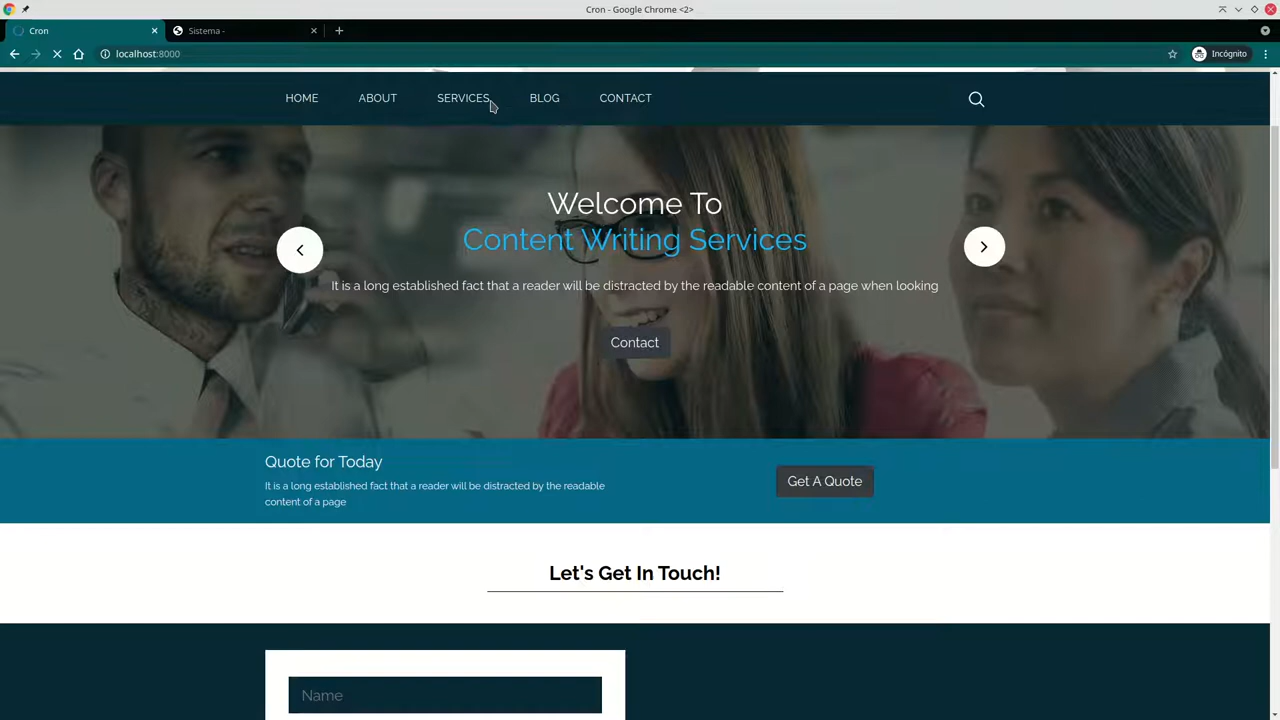 Cron - Google Chrome <2>
Cron
Sistema -
localhost:8000
Incógnito
HOME
ABOUT
SERVICES
BLOG
CONTACT
Welcome To
Content Writing Services
It is a long established fact that a reader will be distracted by the readable content of a page when looking
Contact
Quote for Today
It is a long established fact that a reader will be distracted by the readable
content of a page
Get A Quote
Let's Get In Touch!
Name